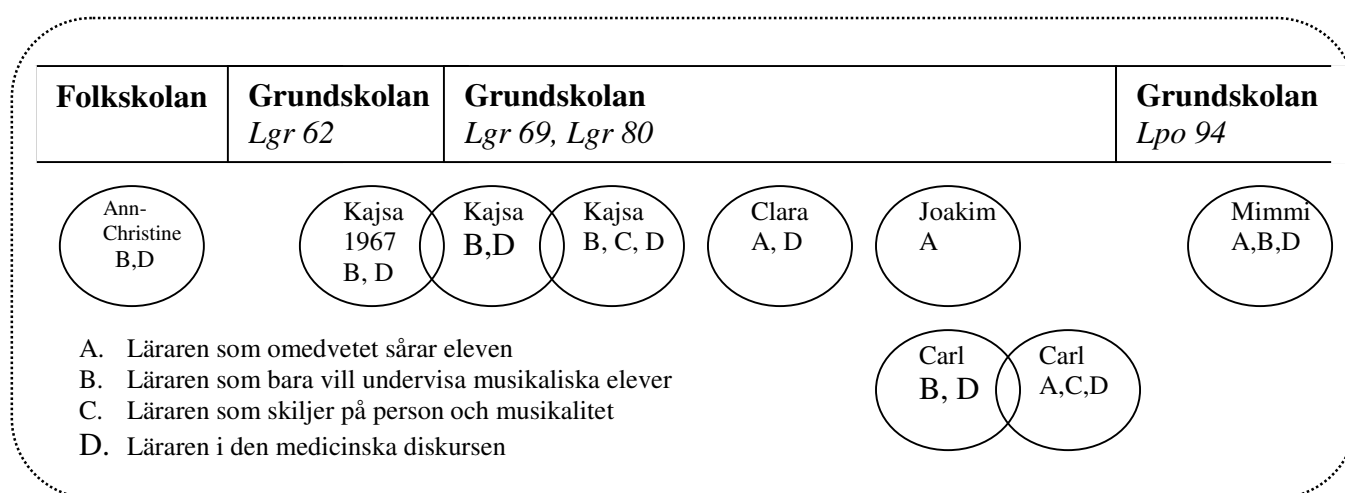 Folkskolan
Grundskolan
Lgr 62
Grundskolan
Lgr 69, Lgr 80
Grundskolan
Lpo 94
Ann-
Christine
B,D
Kajsa
1967
B, D
Kajsa
B,D
Kajsa
B, C, D
Clara
A, D
Joakim
A
Mimmi
A,B,D
Carl
B, D
Carl
A,C,D
A. Läraren som omedvetet sårar eleven
B. Läraren som bara vill undervisa musikaliska elever
C. Läraren som skiljer på person och musikalitet
D. Läraren i den medicinska diskursen